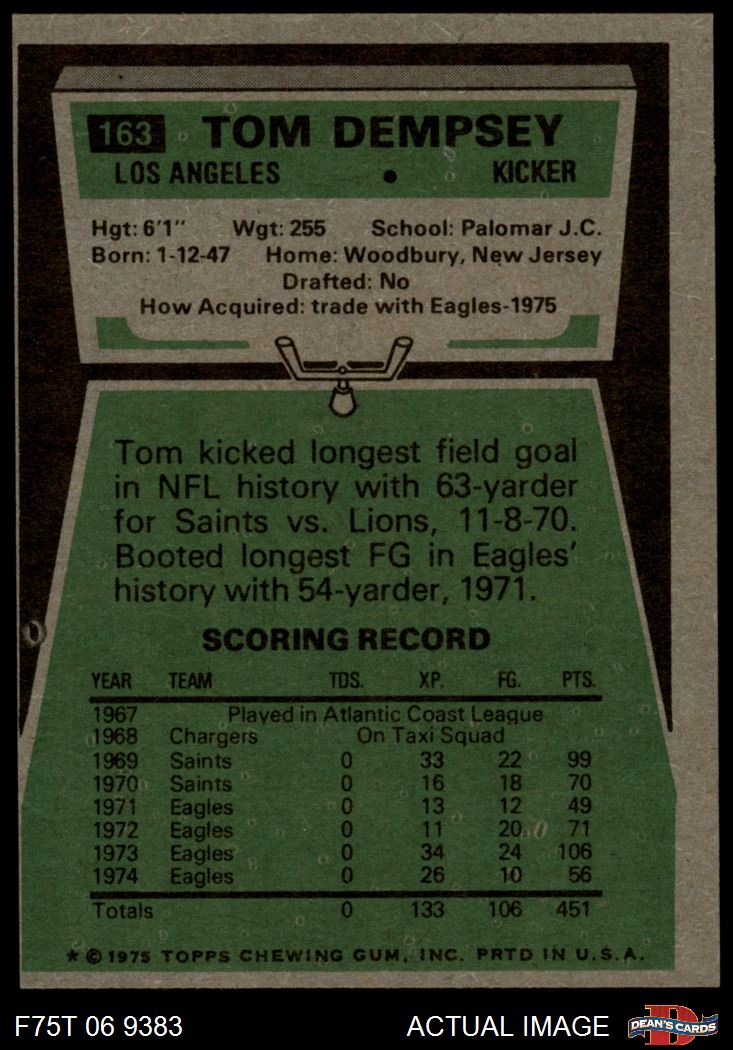 163 TOM DEMPSEY
LOS ANGELES • KICKER
Hgt: 6'1" Wgt: 255 School: Palomar J.C.
Born: 1-12-47 Home: Woodbury, New Jersey
Drafted: No
How Acquired: trade with Eagles-1975
Tom kicked longest field goal
in NFL history with 63-yarder
for Saints vs. Lions, 11-8-70.
Booted longest FG in Eagles'
history with 54-yarder, 1971.
SCORING RECORD
YEAR TEAM TDS. XP. FG. PTS.
1967 Played in Atlantic Coast League
1968 Chargers On Taxi Squad
1969 Saints 0 33 22 99
1970 Saints 0 16 18 70
1971 Eagles 0 13 12 49
1972 Eagles 0 11 20 71
1973 Eagles 0 34 24 106
1974 Eagles 0 26 10 56
Totals 0 133 106 451
* © 1975 TOPPS CHEWING GUM, INC. PRTD IN U.S.A.
F75T 06 9383 ACTUAL IMAGE D DEAN'S CARDS